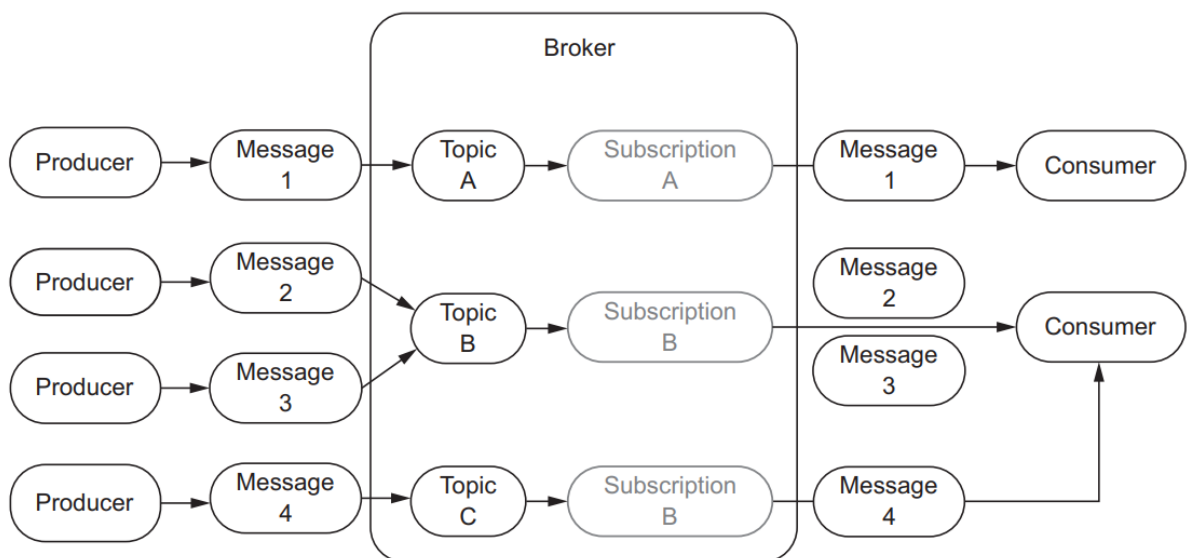 Broker
Producer
Message
1
Topic
A
Subscription
A
Message
1
Consumer
Producer
Message
2
Producer
Message
3
Topic
B
Subscription
B
Message
2
Message
3
Consumer
Producer
Message
4
Topic
C
Subscription
B
Message
4